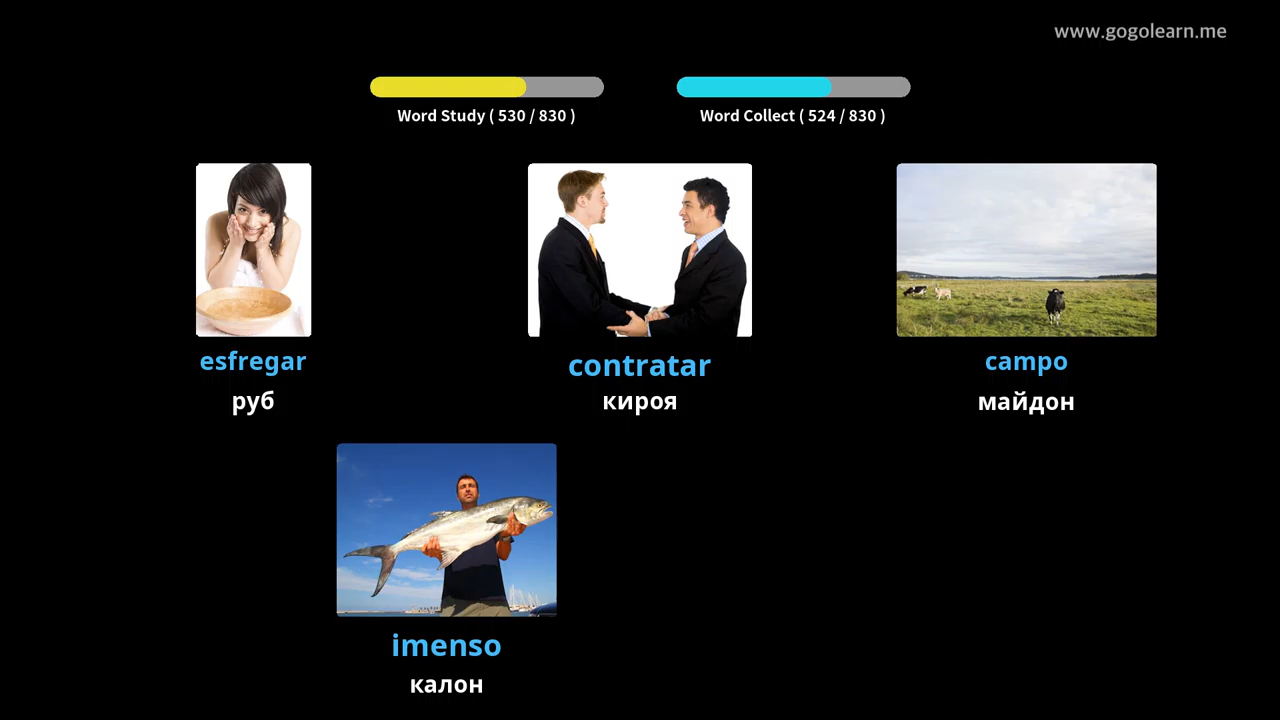 www.gogolearn.me
Word Study ( 530 / 830 )
Word Collect ( 524 / 830 )
esfregar
руб
contratar
кироя
campo
майдон
imenso
калон